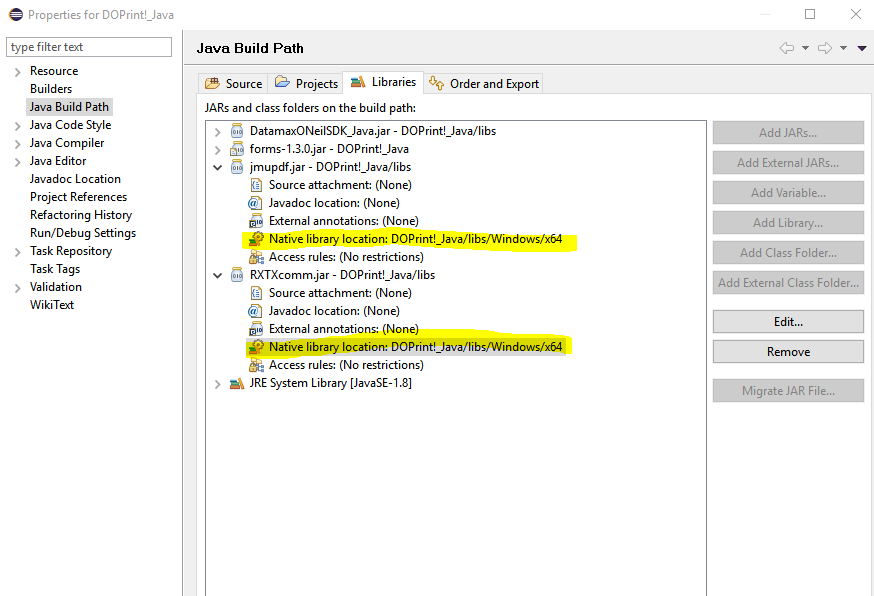 Properties for DOPrint!_Java
type filter text
Resource
Builders
Java Build Path
Java Code Style
Java Compiler
Java Editor
Javadoc Location
Project References
Refactoring History
Run/Debug Settings
Task Repository
Task Tags
Validation
WikiText
Java Build Path
Source
Projects
Libraries
Order and Export
JARs and class folders on the build path:
DatamaxONeilSDK_Java.jar - DOPrint!_Java/libs
forms-1.3.0.jar - DOPrint!_Java
jmupdf.jar - DOPrint!_Java/libs
Source attachment: (None)
Javadoc location: (None)
External annotations: (None)
Native library location: DOPrint!_Java/libs/Windows/x64
Access rules: (No restrictions)
RXTXcomm.jar - DOPrint!_Java/libs
Source attachment: (None)
Javadoc location: (None)
External annotations: (None)
Native library location: DOPrint!_Java/libs/Windows/x64
Access rules: (No restrictions)
JRE System Library [JavaSE-1.8]
Add JARs...
Add External JARs...
Add Variable...
Add Library...
Add Class Folder...
Add External Class Folder...
Edit...
Remove
Migrate JAR File...